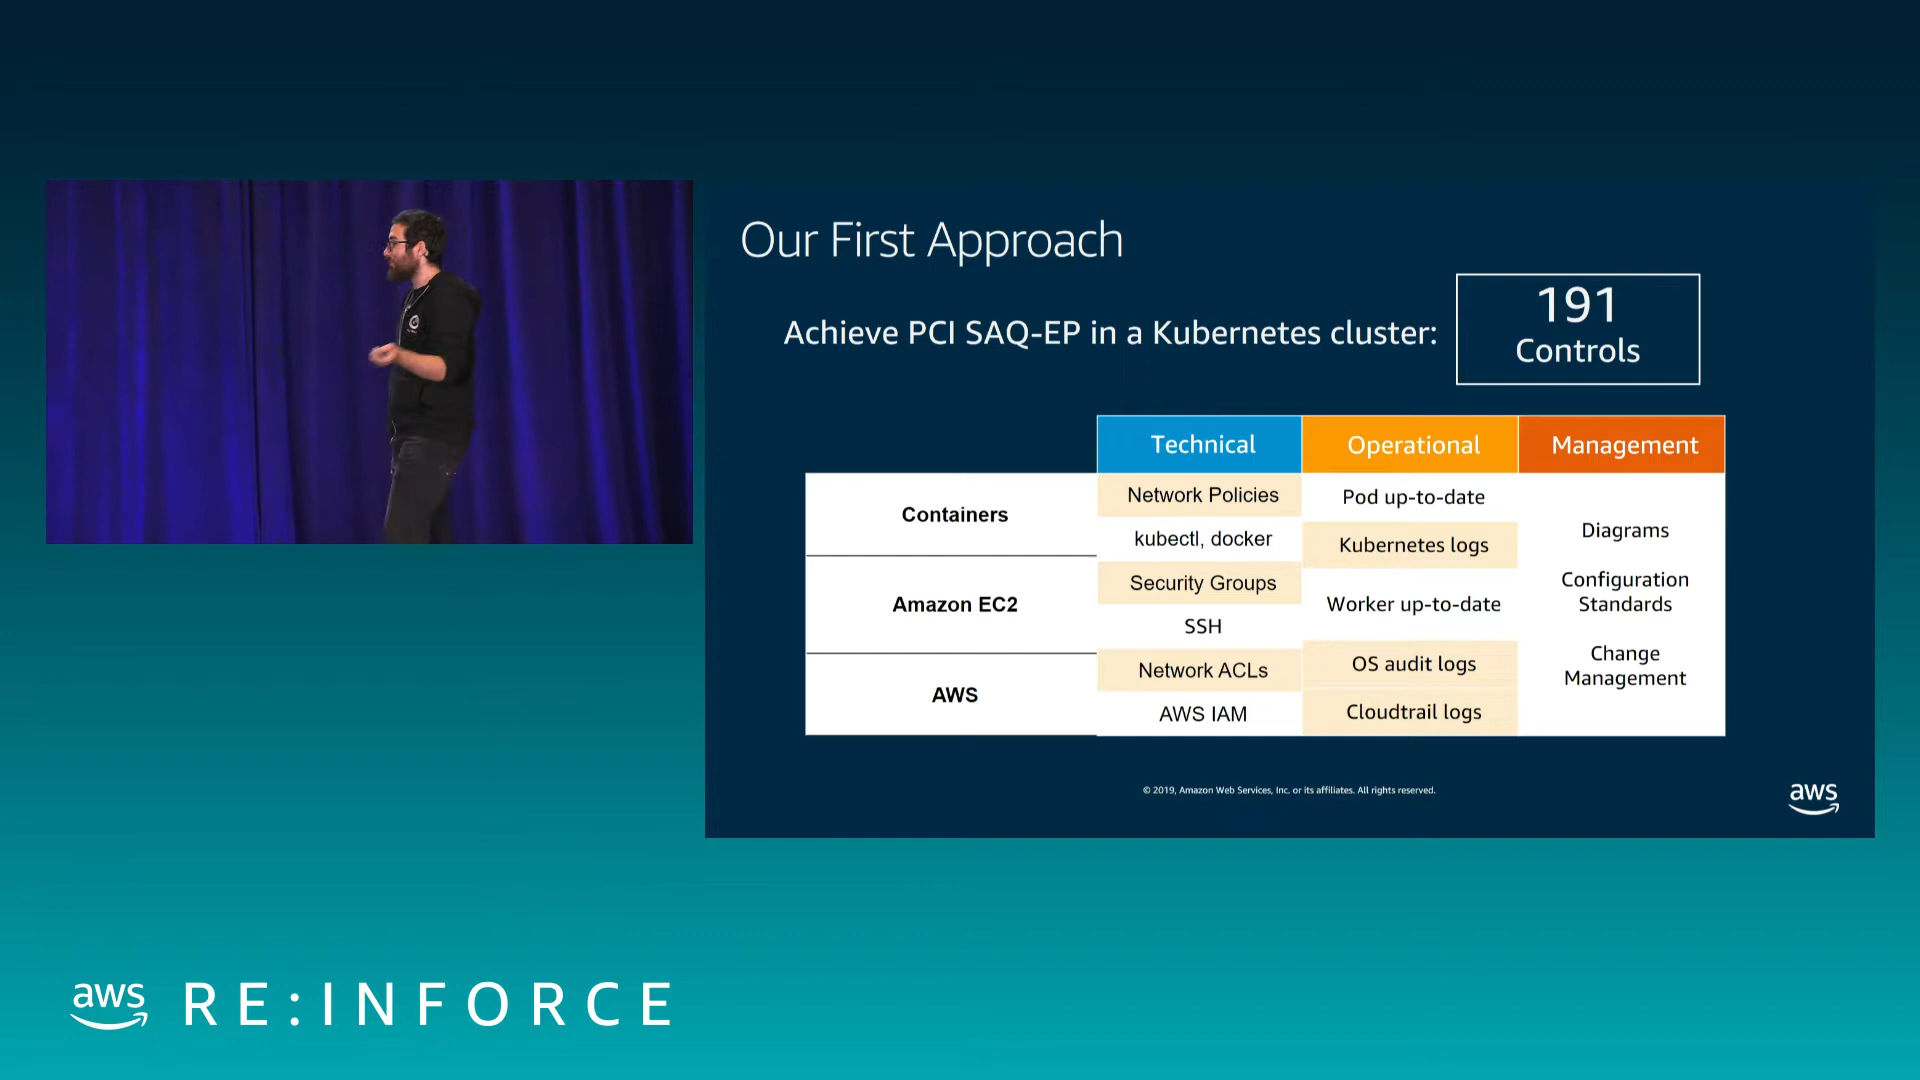 Our First Approach
Achieve PCI SAQ-EP in a Kubernetes cluster:
191
Controls
Technical Operational Management
Containers
Network Policies
kubectl, docker
Pod up-to-date
Kubernetes logs
Amazon EC2
Security Groups
SSH
Worker up-to-date
AWS
Network ACLs
AWS IAM
OS audit logs
Cloudtrail logs
Diagrams
Configuration
Standards
Change
Management
© 2019, Amazon Web Services, Inc. or its affiliates. All rights reserved.
aws
aws RE:INFORCE